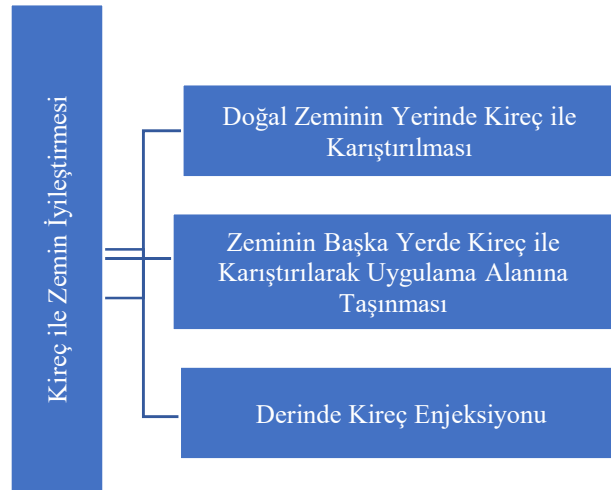 Kireç ile Zemin İyileştirmesi
Doğal Zeminin Yerinde Kireç ile
Karıştırılması
Zeminin Başka Yerde Kireç ile
Karıştırılarak Uygulama Alanına
Taşınması
Derinde Kireç Enjeksiyonu